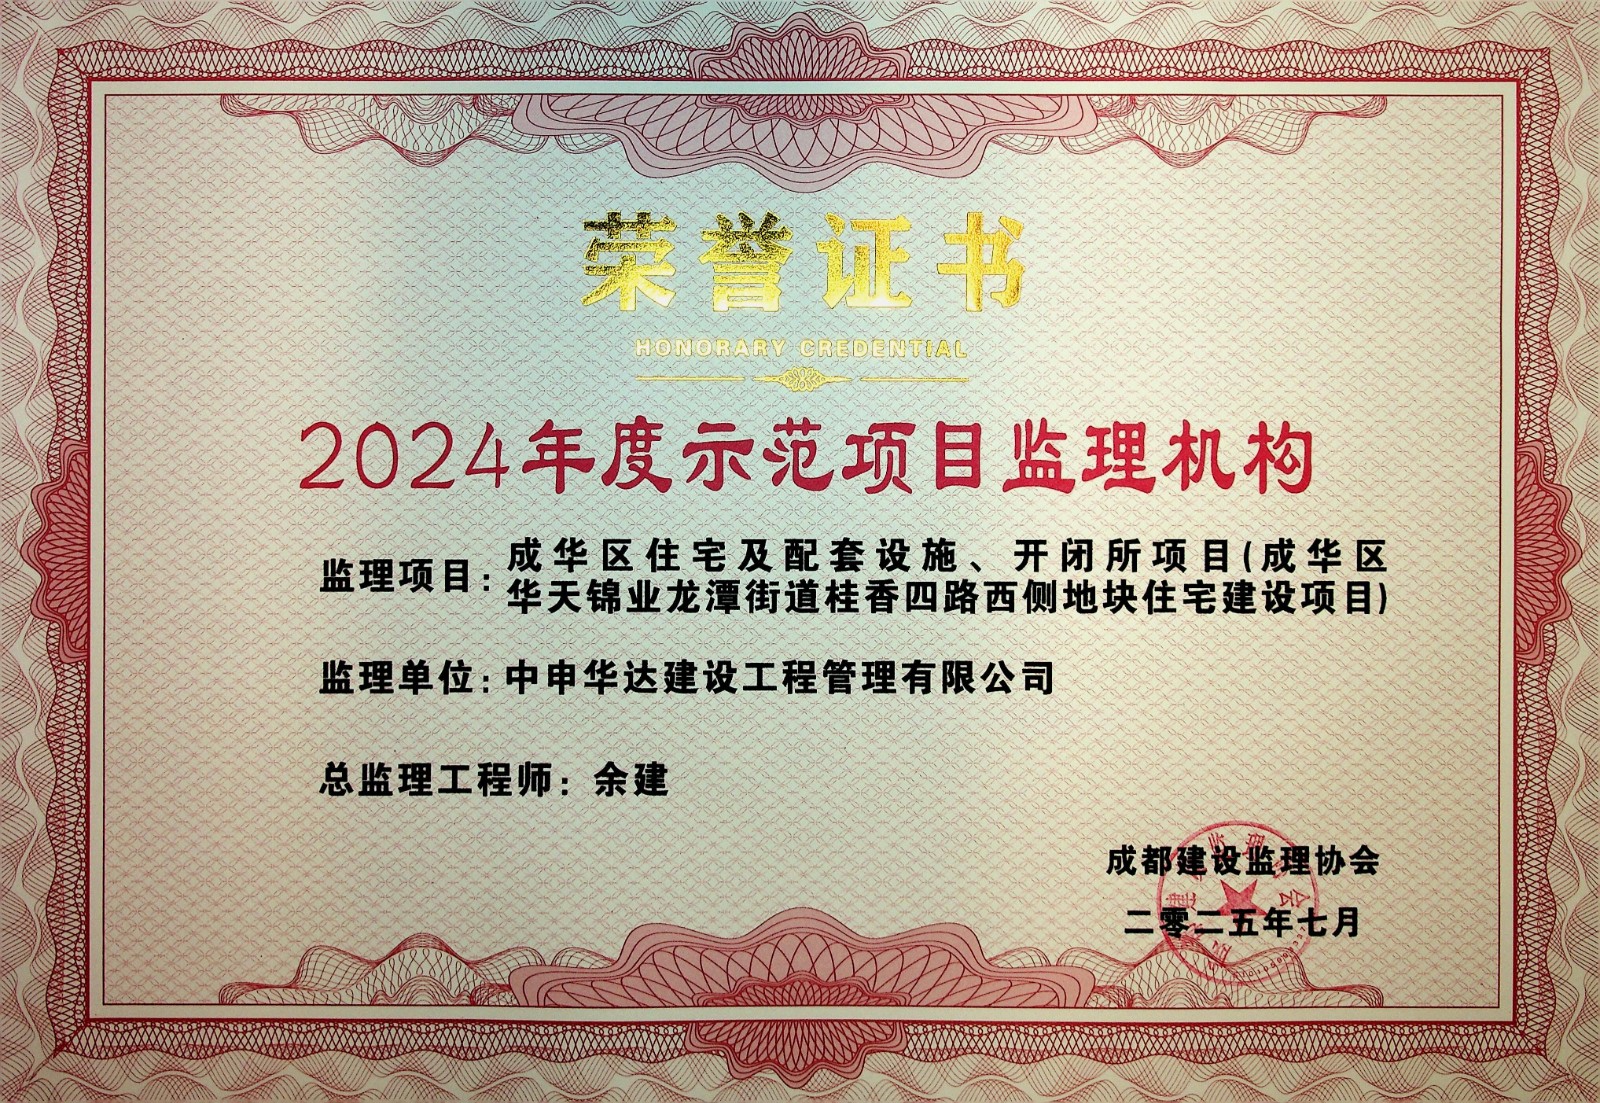 荣誉证书
HONORARY CREDENTIAL
2024年度示范项目监理机构
监理项目:成华区住宅及配套设施、开闭所项目(成华区
华天锦业龙潭街道桂香四路西侧地块住宅建设项目)
监理单位:中申华达建设工程管理有限公司
总监理工程师:余建
成都建设监理协会
二零二五年七月